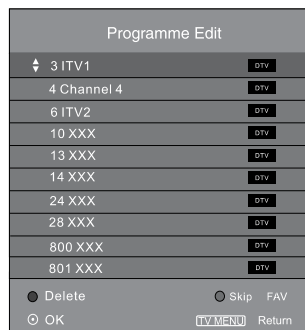 Programme Edit
3 ITV1 DTV
4 Channel 4 DTV
6 ITV2 DTV
10 XXX DTV
13 XXX DTV
14 XXX DTV
24 XXX DTV
28 XXX DTV
800 XXX DTV
801 XXX DTV
Delete Skip FAV
OK TV MENU Return